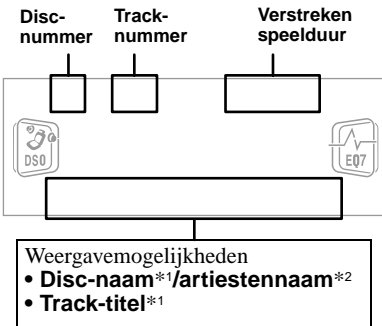 Disc-
nummer
Track-
nummer
Verstreken
speelduur
DSO
EQ7
Weergavemogelijkheden
• Disc-naam*1/artiestennaam*2
• Track-titel*1